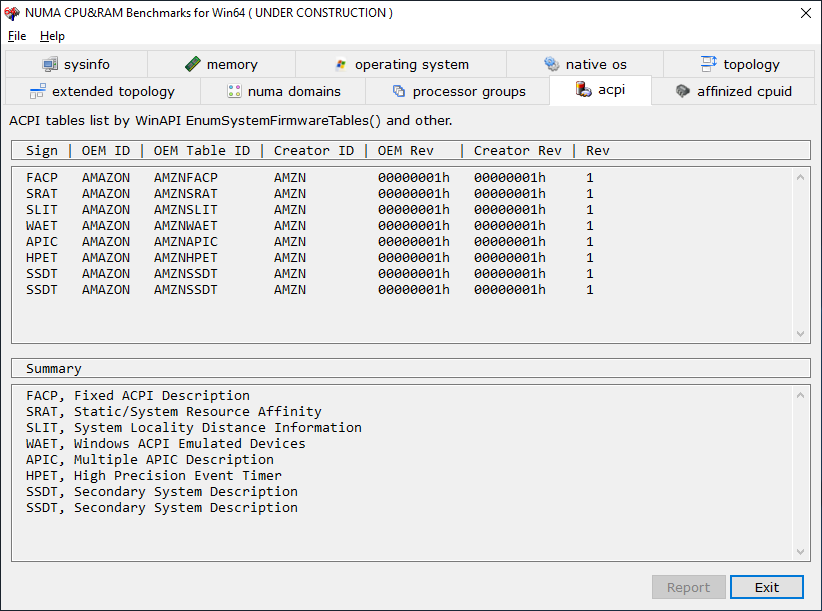 NUMA CPU&RAM Benchmarks for Win64 ( UNDER CONSTRUCTION )
File Help
sysinfo memory operating system native os topology
extended topology numa domains processor groups acpi affinized cpuid
ACPI tables list by WinAPI EnumSystemFirmwareTables() and other.
Sign | OEM ID | OEM Table ID | Creator ID | OEM Rev | Creator Rev | Rev
FACP AMAZON AMZNFACP AMZN 00000001h 00000001h 1
SRAT AMAZON AMZNSRAT AMZN 00000001h 00000001h 1
SLIT AMAZON AMZNSLIT AMZN 00000001h 00000001h 1
WAET AMAZON AMZNWAET AMZN 00000001h 00000001h 1
APIC AMAZON AMZNAPIC AMZN 00000001h 00000001h 1
HPET AMAZON AMZNHPET AMZN 00000001h 00000001h 1
SSDT AMAZON AMZNSSDT AMZN 00000001h 00000001h 1
SSDT AMAZON AMZNSSDT AMZN 00000001h 00000001h 1
Summary
FACP, Fixed ACPI Description
SRAT, Static/System Resource Affinity
SLIT, System Locality Distance Information
WAET, Windows ACPI Emulated Devices
APIC, Multiple APIC Description
HPET, High Precision Event Timer
SSDT, Secondary System Description
SSDT, Secondary System Description
Report Exit